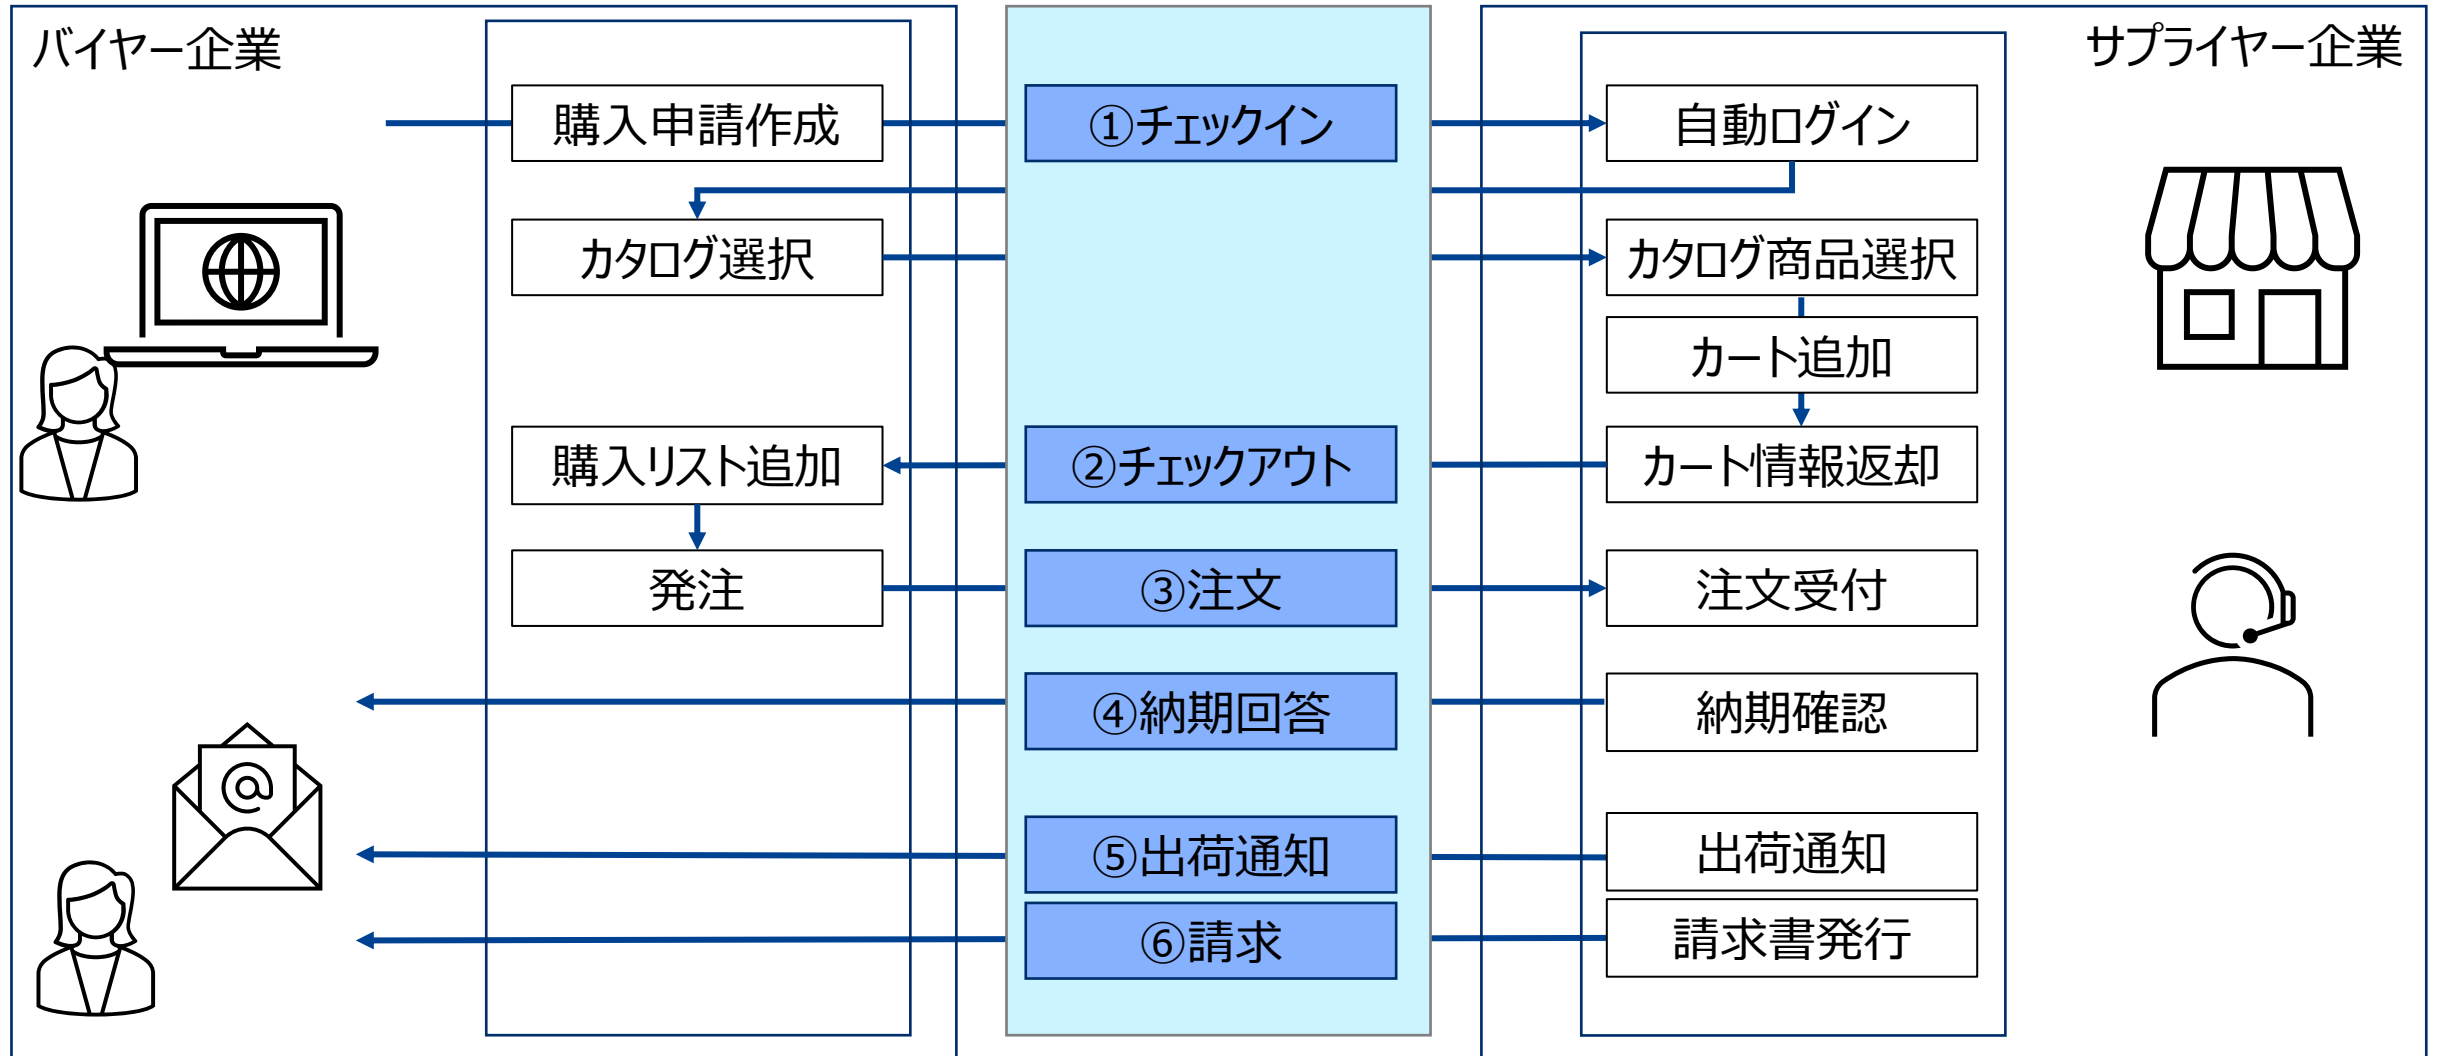 バイヤー企業
サプライヤー企業
購入申請作成
①チェックイン
自動ログイン
カタログ選択
カタログ商品選択
カート追加
購入リスト追加
②チェックアウト
カート情報返却
発注
③注文
注文受付
④納期回答
納期確認
⑤出荷通知
出荷通知
⑥請求
請求書発行